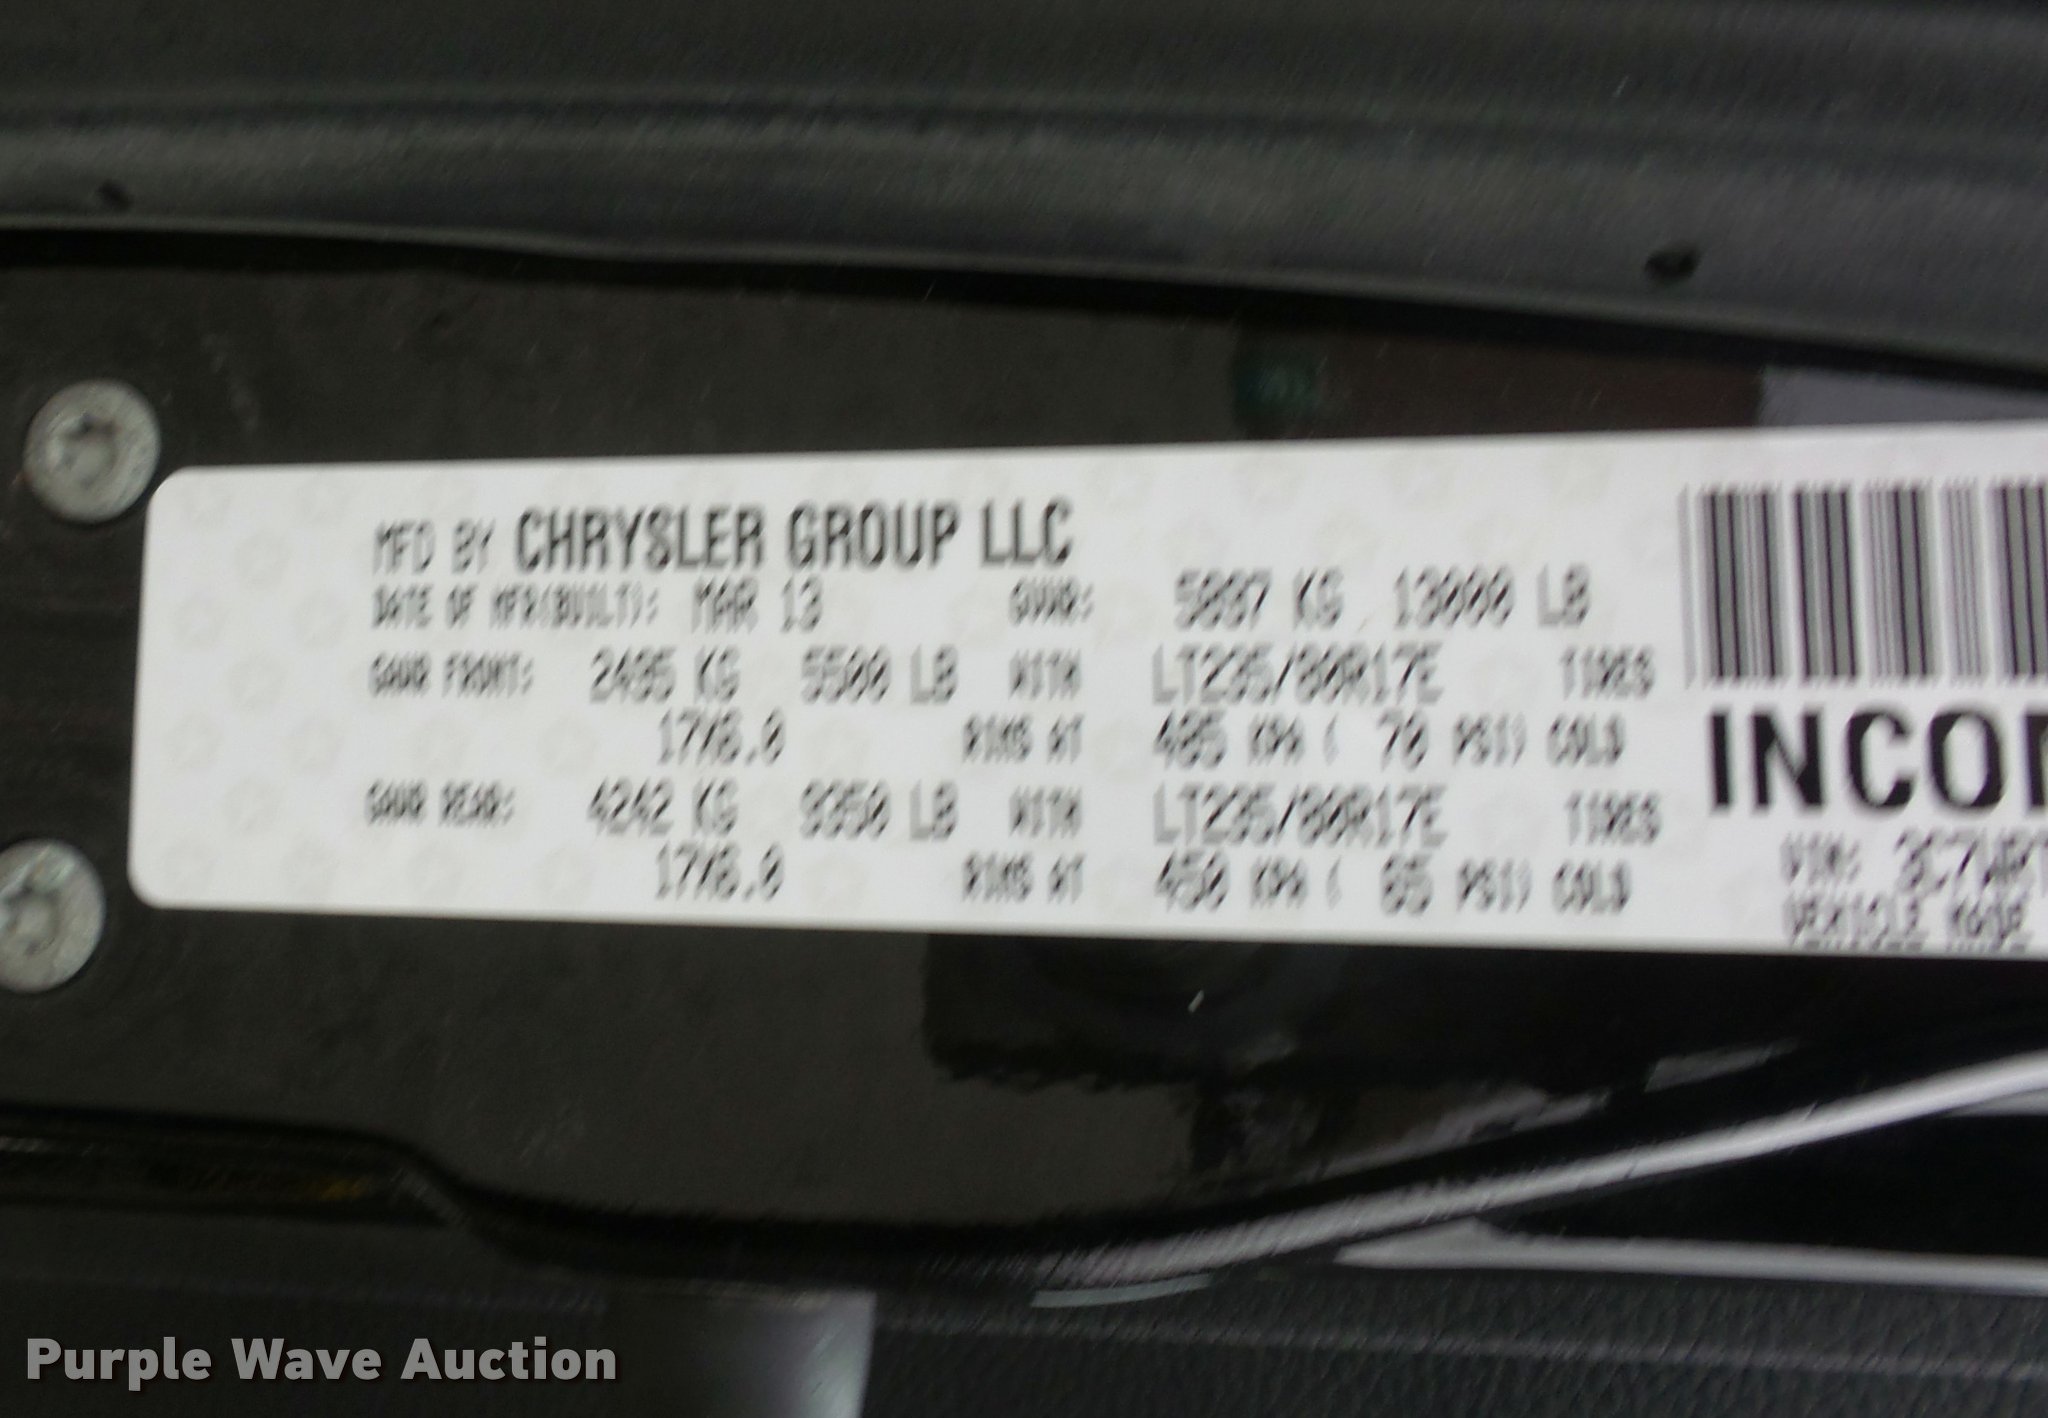 MFD BY CHRYSLER GROUP LLC
DATE OF MFR(BUILT): MAR 13 GVWR: 5897 KG 13000 LB
GAWR FRONT: 2495 KG 5500 LB WITH LT235/80R17E TIRES
17X6.0 RIMS AT 485 KPA ( 70 PSI) COLD
GAWR REAR: 4242 KG 9350 LB WITH LT235/80R17E TIRES
17X6.0 RIMS AT 450 KPA ( 65 PSI) COLD
INCO
VIN:
VEHICLE MADE
Purple Wave Auction